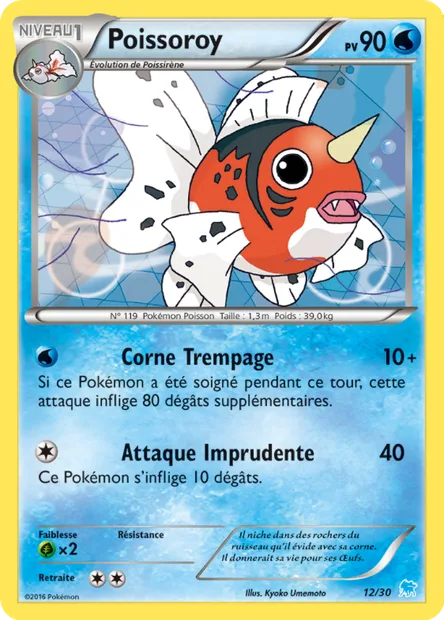 NIVEAU 1
Poissoroy
PV 90
Évolution de Poissirène
N° 119 Pokémon Poisson Taille : 1,3 m Poids : 39,0 kg
Corne Trempage 10+
Si ce Pokémon a été soigné pendant ce tour, cette
attaque inflige 80 dégâts supplémentaires.
Attaque Imprudente 40
Ce Pokémon s'inflige 10 dégâts.
Faiblesse Résistance
×2
Retraite
Il niche dans des rochers du
ruisseau qu'il évide avec sa corne.
Il donnerait sa vie pour ses Œufs.
©2016 Pokémon
Illus. Kyoko Umemoto
12/30